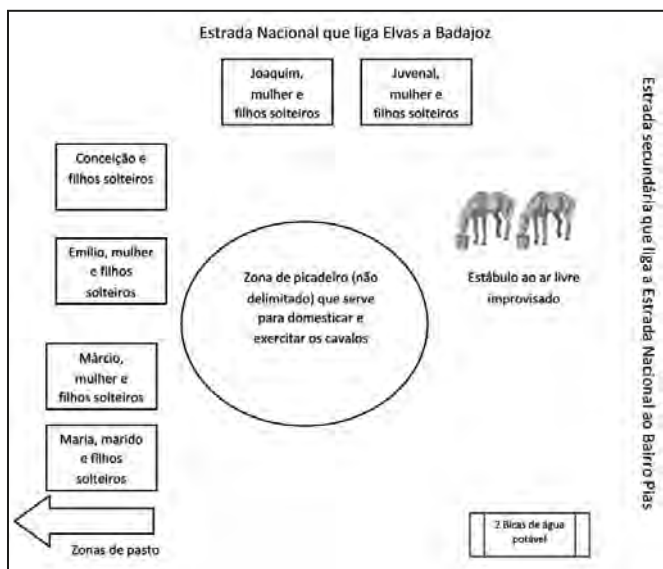 Estrada Nacional que liga Elvas a Badajoz
Joaquim,
mulher e
filhos solteiros
Juvenal,
mulher e
filhos solteiros
Estrada secundária que liga a Estrada Nacional ao Bairro Pias
Conceição e
filhos solteiros
Emílio, mulher
e filhos
solteiros
Zona de picadeiro (não
delimitado) que serve
para domesticar e
exercitar os cavalos
Estábulo ao ar livre
improvisado
Márcio,
mulher e
filhos solteiros
Maria, marido
e filhos
solteiros
Zonas de pasto
2 Bicas de água
potável